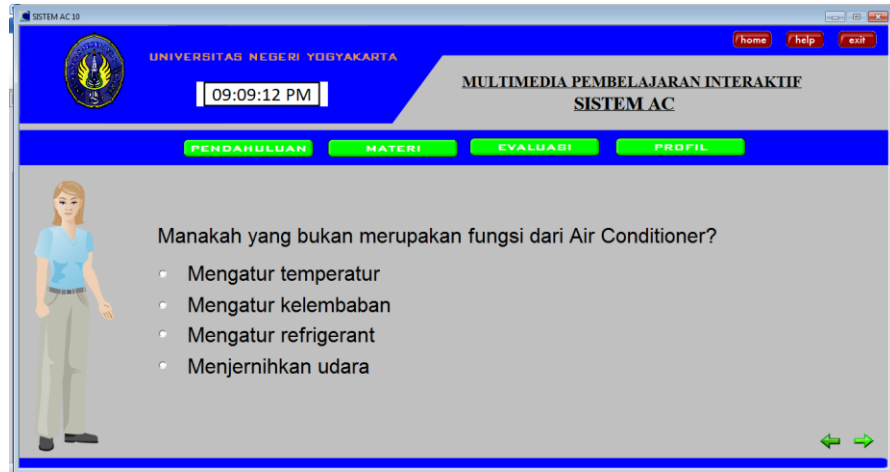 SISTEM AC 10
home help exit
UNIVERSITAS NEGERI YOGYAKARTA
09:09:12 PM
MULTIMEDIA PEMBELAJARAN INTERAKTIF
SISTEM AC
PENDAHULUAN MATERI EVALUASI PROFIL
Manakah yang bukan merupakan fungsi dari Air Conditioner?
Mengatur temperatur
Mengatur kelembaban
Mengatur refrigerant
Menjernihkan udara